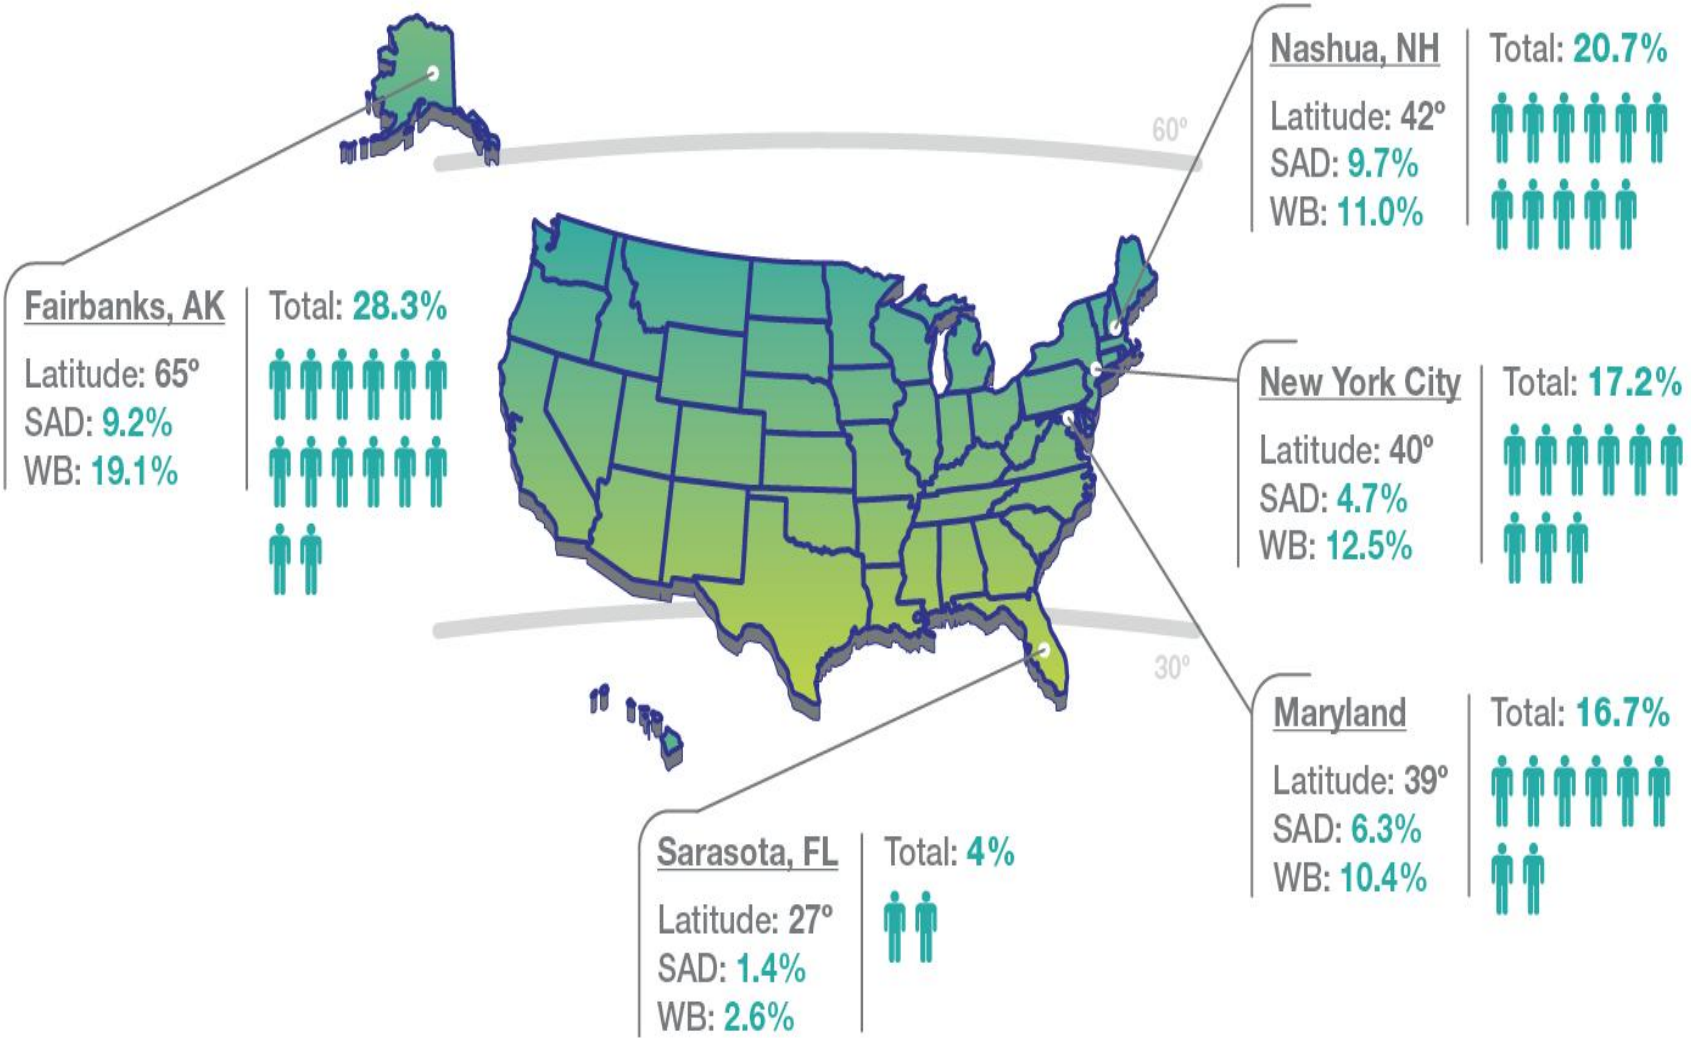 Nashua, NH
Total: 20.7%
Latitude: 42º
SAD: 9.7%
WB: 11.0%
60º
Fairbanks, AK
Total: 28.3%
Latitude: 65º
SAD: 9.2%
WB: 19.1%
New York City
Total: 17.2%
Latitude: 40º
SAD: 4.7%
WB: 12.5%
30º
Maryland
Total: 16.7%
Latitude: 39º
SAD: 6.3%
WB: 10.4%
Sarasota, FL
Total: 4%
Latitude: 27º
SAD: 1.4%
WB: 2.6%